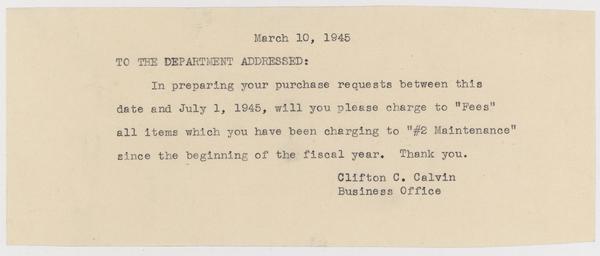 March 10, 1945
TO THE DEPARTMENT ADDRESSED:
In preparing your purchase requests between this
date and July 1, 1945, will you please charge to "Fees"
all items which you have been charging to "#2 Maintenance"
since the beginning of the fiscal year. Thank you.
Clifton C. Calvin
Business Office